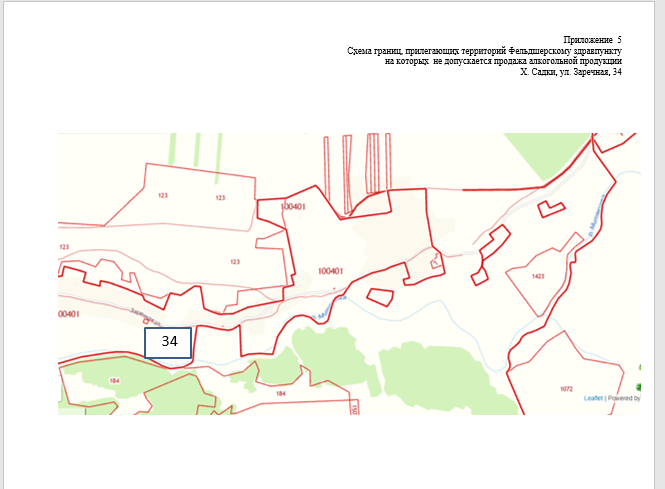 Приложение 5
Схема границ, прилегающих территорий Фельдшерскому здравпункту
на которых не допускается продажа алкогольной продукции
Х. Садки, ул. Заречная, 34
123
123
100401
123
123
100401
1423
00401
34
184
184
1072
Leaflet | Powered by